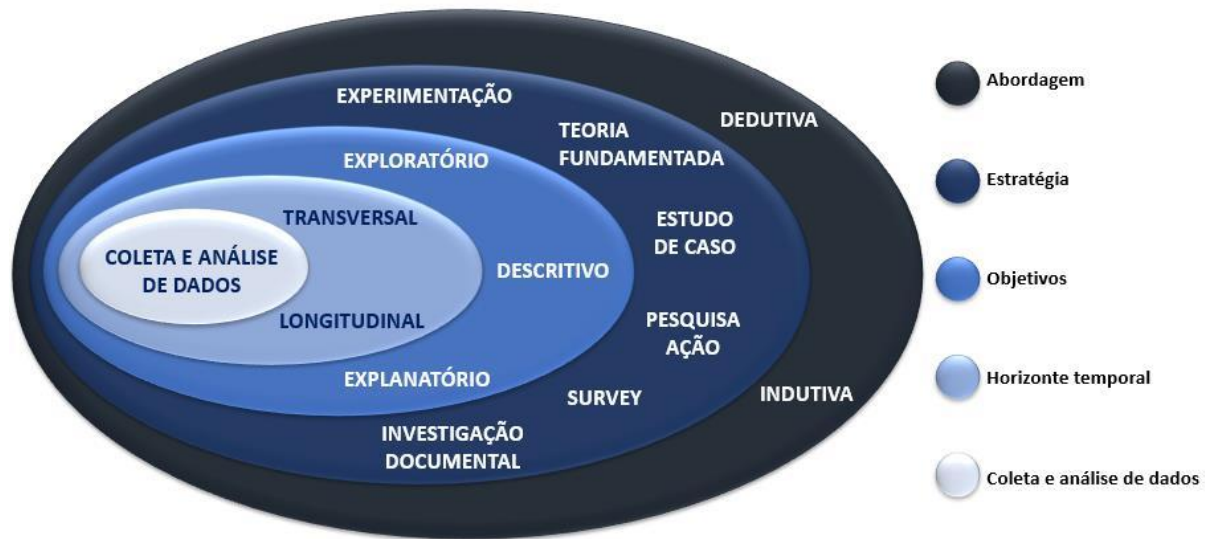 EXPERIMENTAÇÃO
TEORIA
FUNDAMENTADA
DEDUTIVA
EXPLORATÓRIO
TRANSVERSAL
ESTUDO
DE CASO
COLETA E ANÁLISE
DE DADOS
DESCRITIVO
LONGITUDINAL
PESQUISA
AÇÃO
EXPLANATÓRIO
SURVEY
INDUTIVA
INVESTIGAÇÃO
DOCUMENTAL
Abordagem
Estratégia
Objetivos
Horizonte temporal
Coleta e análise de dados